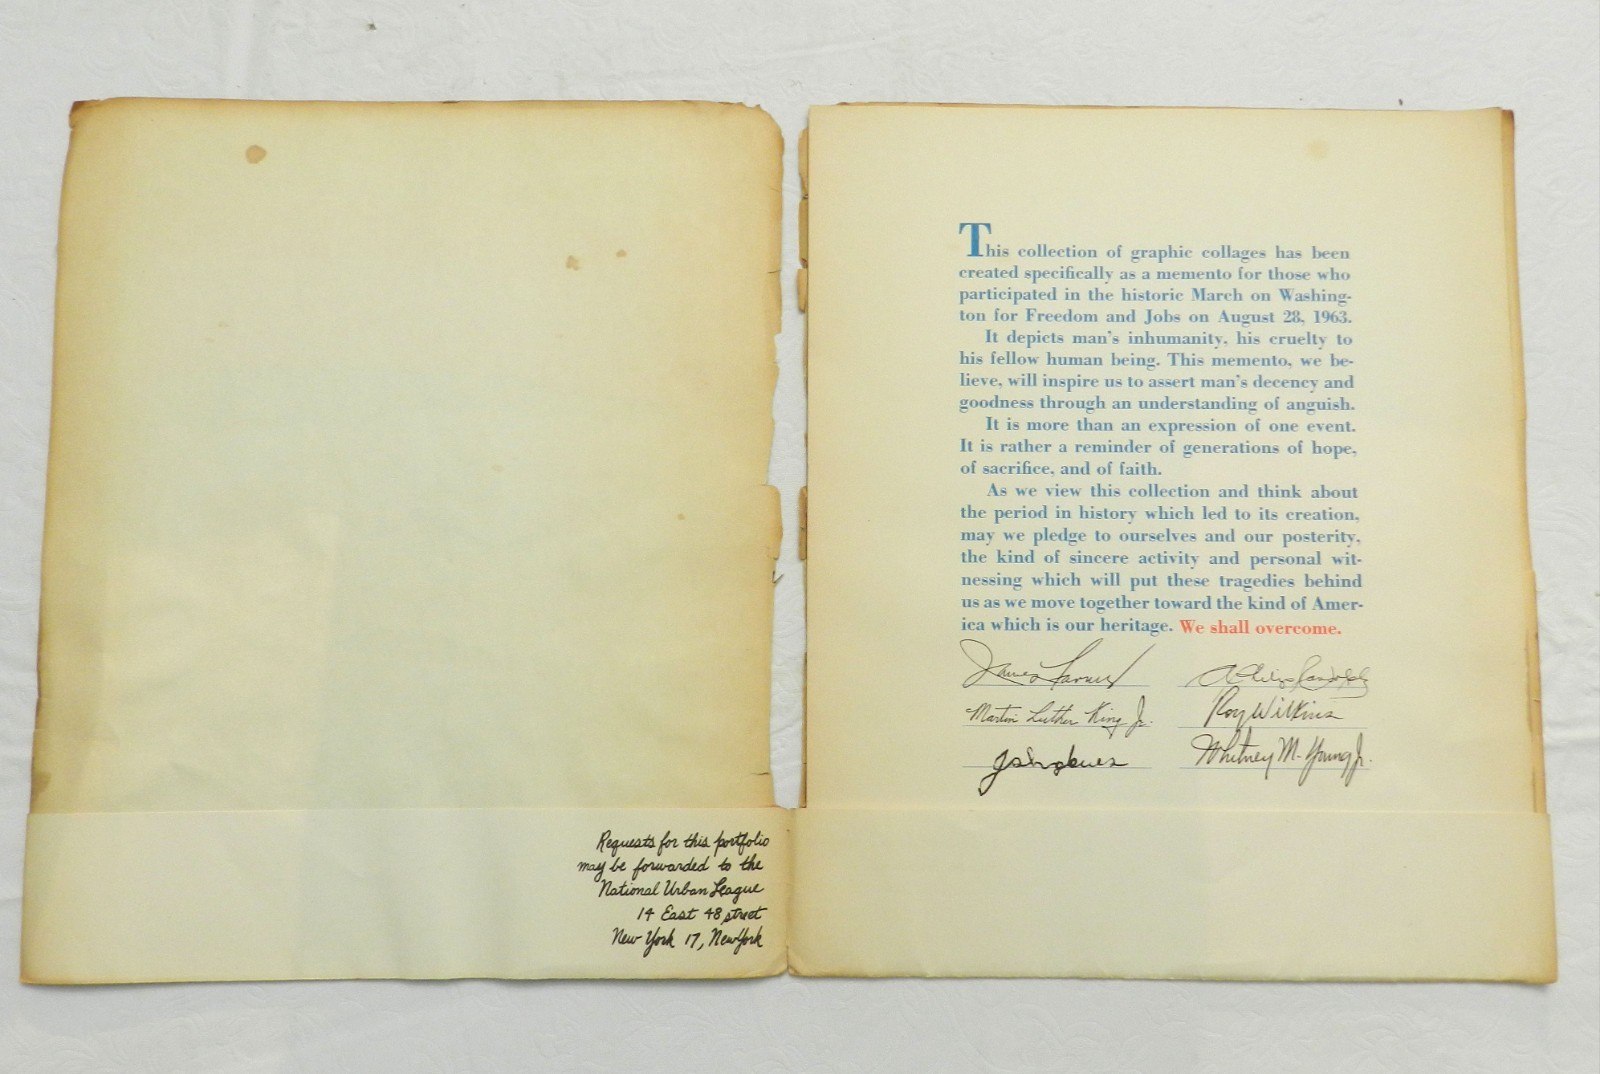 This collection of graphic collages has been
created specifically as a memento for those who
participated in the historic March on Washing-
ton for Freedom and Jobs on August 28, 1963.
It depicts man's inhumanity, his cruelty to
his fellow human being. This memento, we be-
lieve, will inspire us to assert man's decency and
goodness through an understanding of anguish.
It is more than an expression of one event.
It is rather a reminder of generations of hope,
of sacrifice, and of faith.
As we view this collection and think about
the period in history which led to its creation,
may we pledge to ourselves and our posterity,
the kind of sincere activity and personal wit-
nessing which will put these tragedies behind
us as we move together toward the kind of Amer-
ica which is our heritage. We shall overcome.
James Farmer
A Philip Randolph
Martin Luther King Jr.
Roy Wilkins
John Lewis
Whitney M. Young Jr.
Requests for this portfolio
may be forwarded to the
National Urban League
14 East 48 street
New York 17, New York